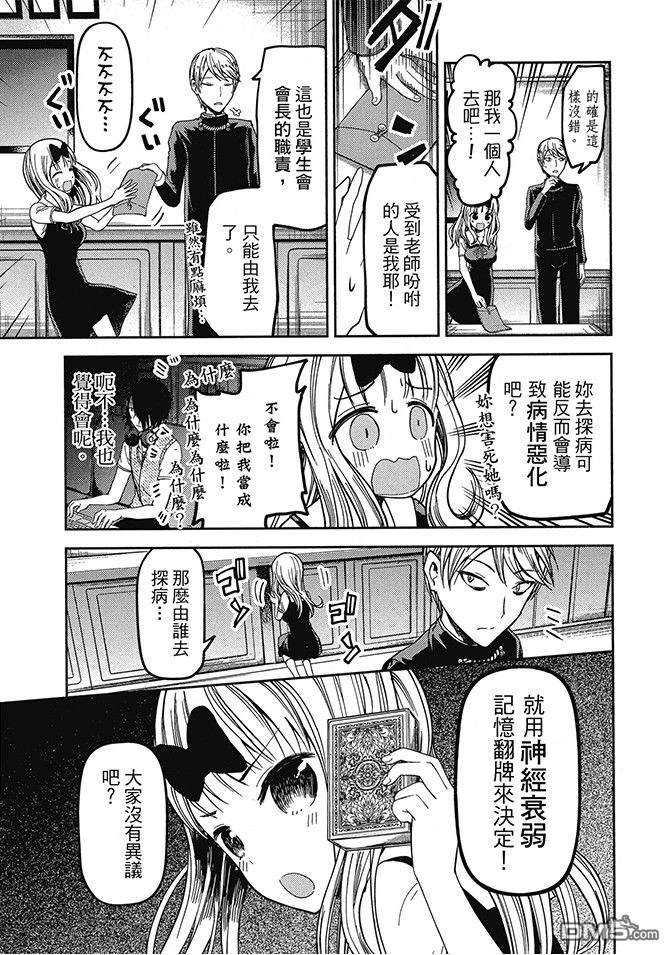 的確是這
樣沒錯。
那我一個人
去吧…！
受到老師吩咐
的人是我耶！
這也是學生會
會長的職責，
只能由我去
了。
雖然有點麻煩…
不不不不…
妳去探病可
能反而會導
致病情惡化
吧？
妳想害死她嗎？
不會啦！
你把我當成
什麼啦！
為什麼
為什麼為什麼
為什麼？
呃不…我也
覺得會呢。
那麼由誰去
探病…
就用神經衰弱
記憶翻牌來決定！
大家沒有異議
吧？
DM5.com